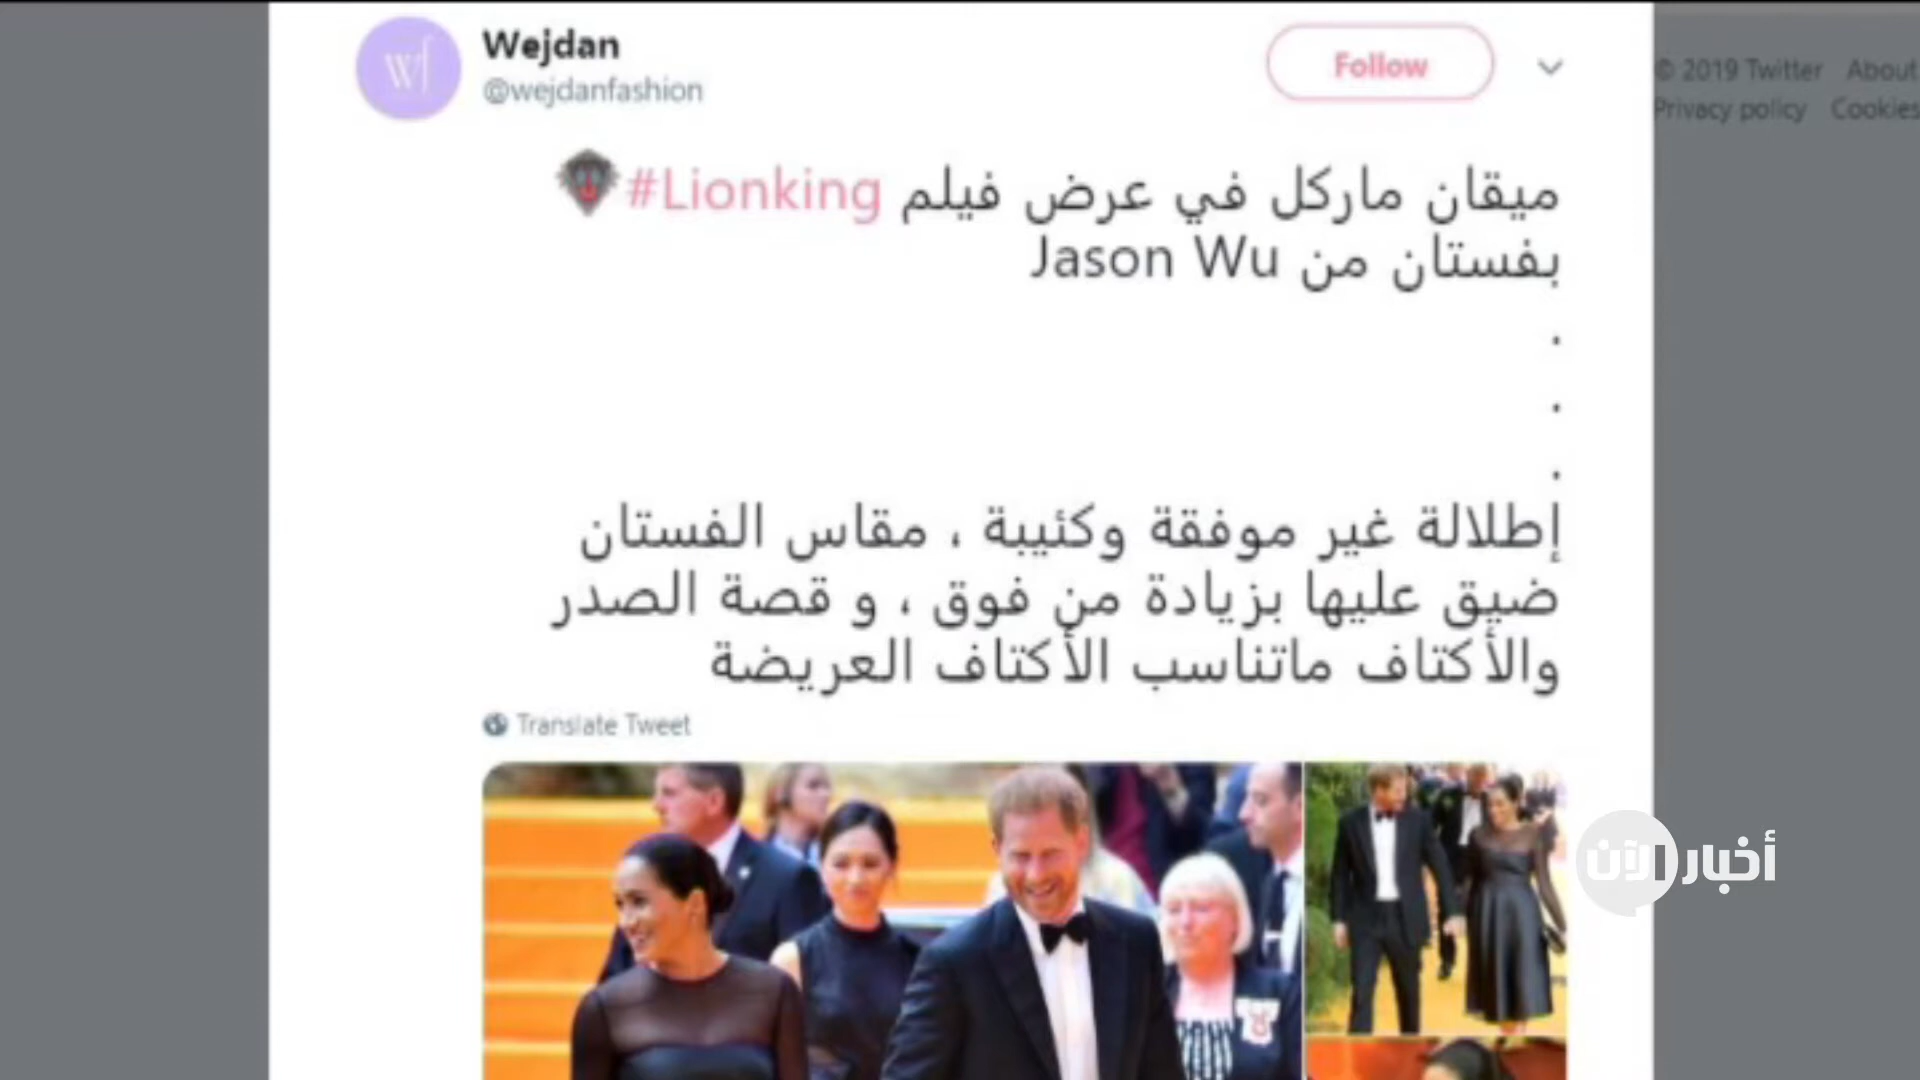 Wejdan
@wejdanfashion
Follow
© 2019 Twitter About
Privacy policy Cookies
ميقان ماركل في عرض فيلم #Lionking
بفستان من Jason Wu
.
.
.
إطلالة غير موفقة وكئيبة ، مقاس الفستان
ضيق عليها بزيادة من فوق ، و قصة الصدر
والأكتاف ماتناسب الأكتاف العريضة
Translate Tweet
أخبار الآن
wf